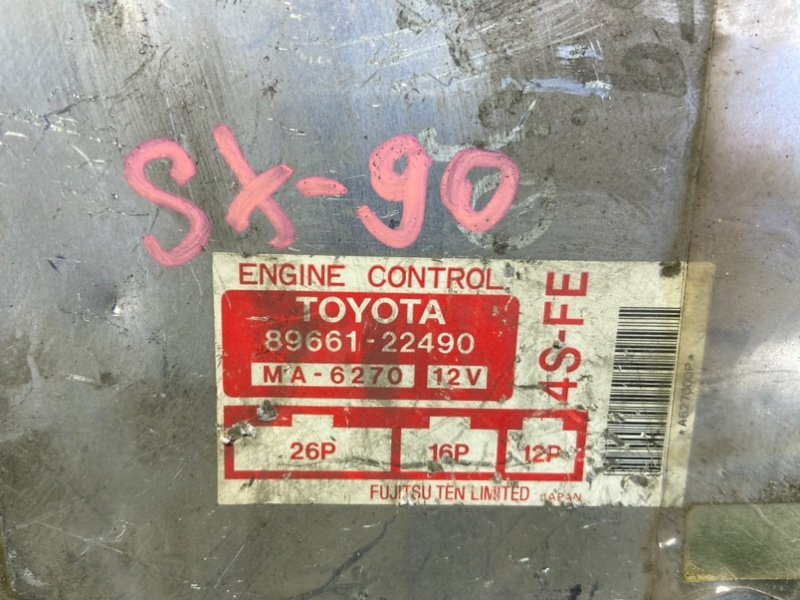 SX-90
ENGINE CONTROL
TOYOTA
89661-22490
MA-6270 12V
4S-FE
26P 16P 12P
FUJITSU TEN LIMITED JAPAN